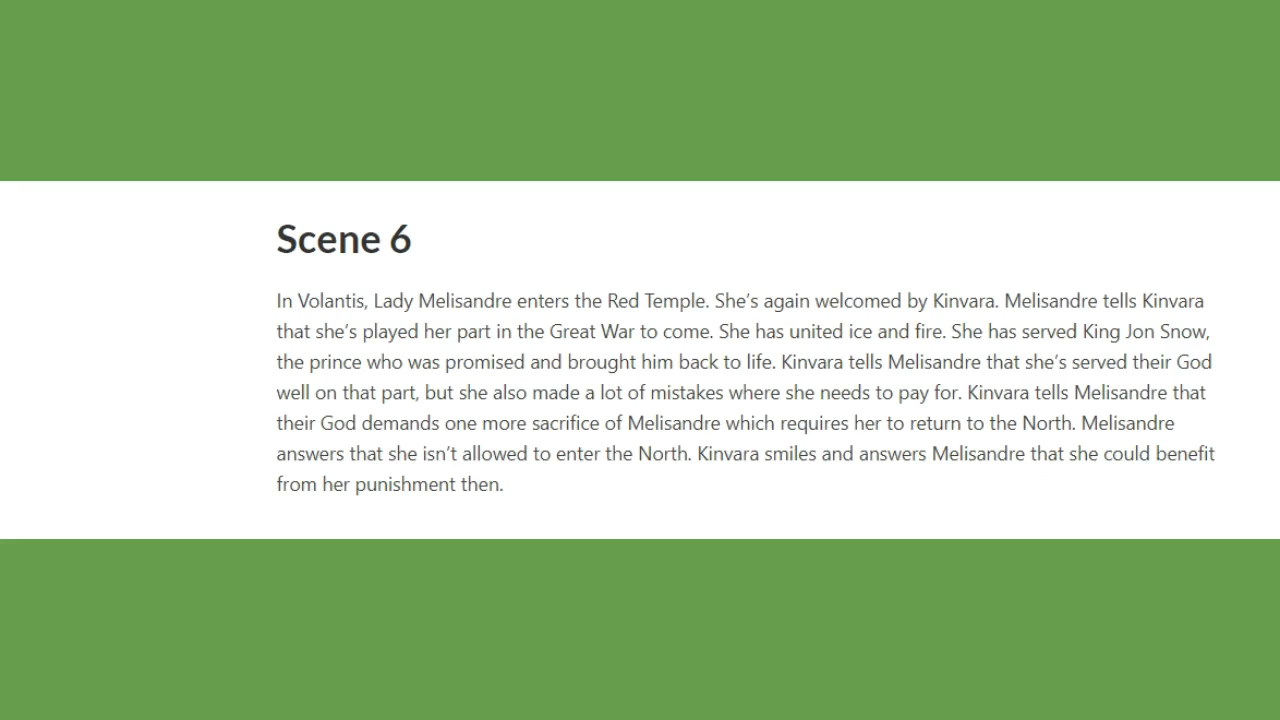 Scene 6
In Volantis, Lady Melisandre enters the Red Temple. She’s again welcomed by Kinvara. Melisandre tells Kinvara
that she’s played her part in the Great War to come. She has united ice and fire. She has served King Jon Snow,
the prince who was promised and brought him back to life. Kinvara tells Melisandre that she’s served their God
well on that part, but she also made a lot of mistakes where she needs to pay for. Kinvara tells Melisandre that
their God demands one more sacrifice of Melisandre which requires her to return to the North. Melisandre
answers that she isn’t allowed to enter the North. Kinvara smiles and answers Melisandre that she could benefit
from her punishment then.